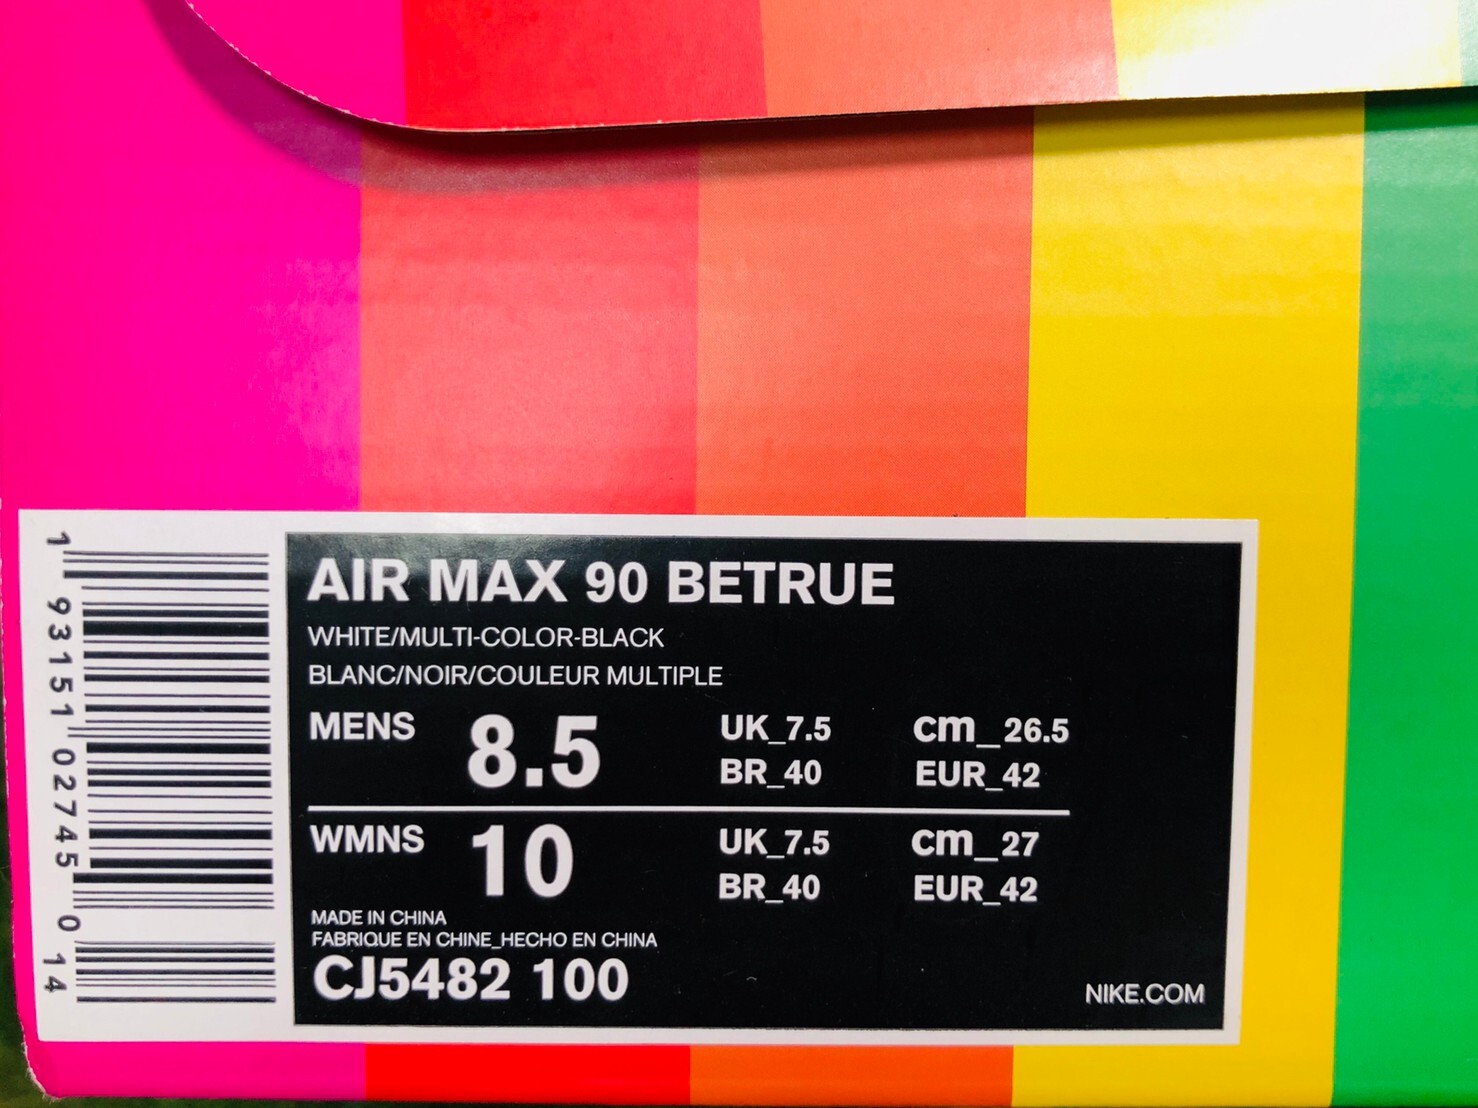 AIR MAX 90 BETRUE
WHITE/MULTI-COLOR-BLACK
BLANC/NOIR/COULEUR MULTIPLE
MENS 8.5 UK_7.5 cm_26.5
BR_40 EUR_42
WMNS 10 UK_7.5 cm_27
BR_40 EUR_42
MADE IN CHINA
FABRIQUE EN CHINE_HECHO EN CHINA
CJ5482 100
NIKE.COM
1 93151 02745 0 14